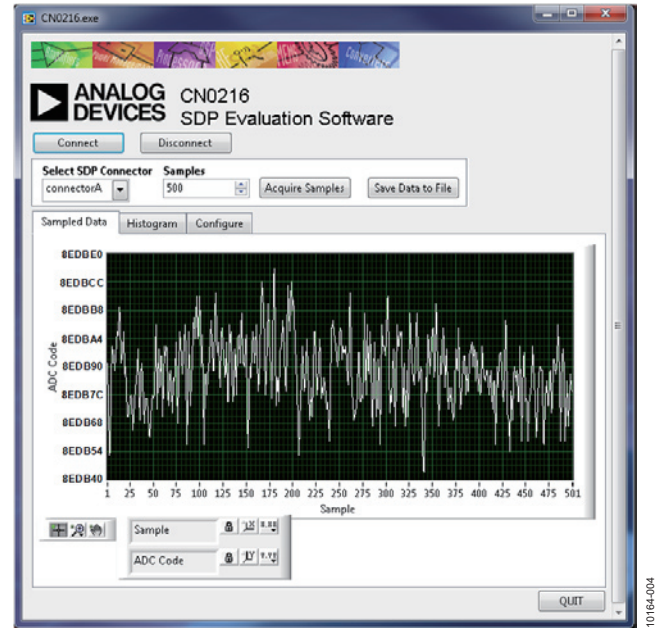 CN0216.exe
ANALOG
DEVICES
CN0216
SDP Evaluation Software
Connect
Disconnect
Select SDP Connector
Samples
connectorA
500
Acquire Samples
Save Data to File
Sampled Data
Histogram
Configure
8EDBE0
8EDBCC
8EDBB8
8EDBA4
8EDB90
8EDB7C
8EDB68
8EDB54
8EDB40
ADC Code
1 25 50 75 100 125 150 175 200 225 250 275 300 325 350 375 400 425 450 475 501
Sample
Sample
ADC Code
QUIT
10164-004